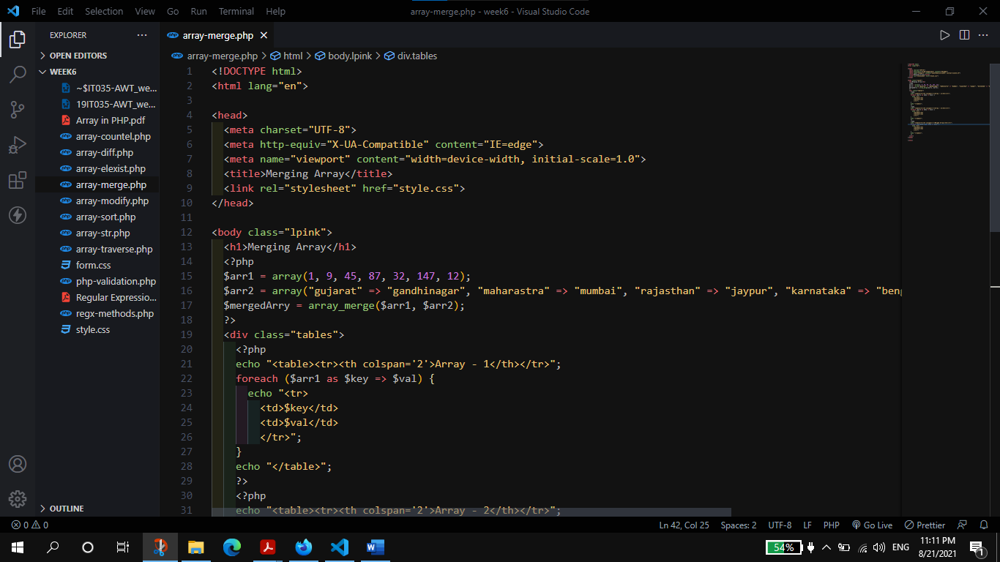 File Edit Selection View Go Run Terminal Help array-merge.php - week6 - Visual Studio Code
EXPLORER
OPEN EDITORS
WEEK6
~$IT035-AWT_we...
19IT035-AWT_we...
Array in PHP.pdf
array-countel.php
array-diff.php
array-elexist.php
array-merge.php
array-modify.php
array-sort.php
array-str.php
array-traverse.php
form.css
php-validation.php
Regular Expressio...
regx-methods.php
style.css
OUTLINE
array-merge.php
array-merge.php > html > body.lpink > div.tables
1 <!DOCTYPE html>
2 <html lang="en">
3
4 <head>
5 <meta charset="UTF-8">
6 <meta http-equiv="X-UA-Compatible" content="IE=edge">
7 <meta name="viewport" content="width=device-width, initial-scale=1.0">
8 <title>Merging Array</title>
9 <link rel="stylesheet" href="style.css">
10 </head>
11
12 <body class="lpink">
13 <h1>Merging Array</h1>
14 <?php
15 $arr1 = array(1, 9, 45, 87, 32, 147, 12);
16 $arr2 = array("gujarat" => "gandhinagar", "maharastra" => "mumbai", "rajasthan" => "jaypur", "karnataka" => "beng
17 $mergedArry = array_merge($arr1, $arr2);
18 ?>
19 <div class="tables">
20 <?php
21 echo "<table><tr><th colspan='2'>Array - 1</th></tr>";
22 foreach ($arr1 as $key => $val) {
23 echo "<tr>
24 <td>$key</td>
25 <td>$val</td>
26 </tr>";
27 }
28 echo "</table>";
29 ?>
30 <?php
31 echo "<table><tr><th colspan='2'>Array - 2</th></tr>";
0 0 Ln 42, Col 25 Spaces: 2 UTF-8 LF PHP Go Live Prettier
54% ENG 11:11 PM
8/21/2021
1